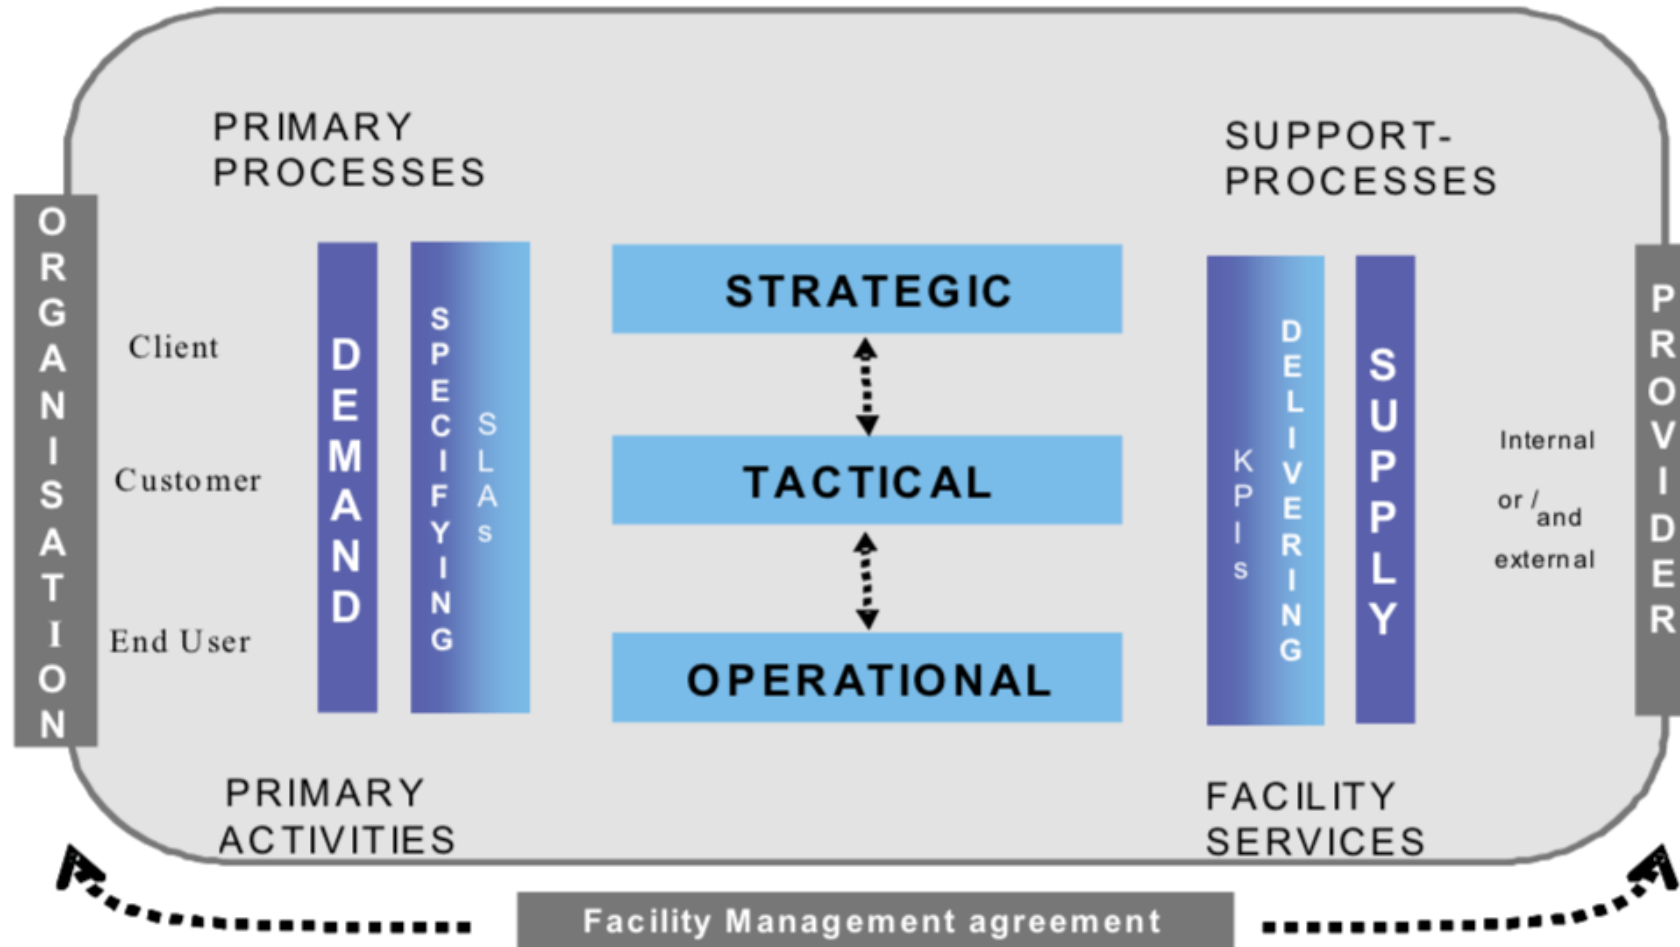 PRIMARY
PROCESSES
SUPPORT-
PROCESSES
ORGANISATION
Client
Customer
End User
DEMAND
SPECIFYING
SLAs
STRATEGIC
TACTICAL
OPERATIONAL
KPIs
DELIVERING
SUPPLY
Internal
or / and
external
PROVIDER
PRIMARY
ACTIVITIES
FACILITY
SERVICES
Facility Management agreement